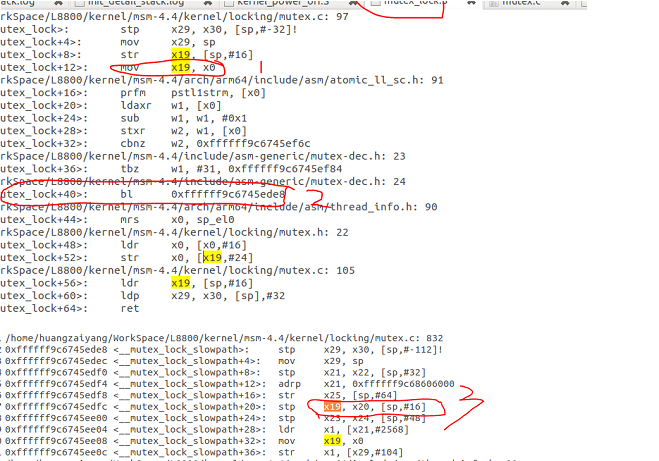 init_detail_stack.log kernel_power_off.S mutex_lock.S mutex.c
rkSpace/L8800/kernel/msm-4.4/kernel/locking/mutex.c: 97
utex_lock>: stp x29, x30, [sp,#-32]!
utex_lock+4>: mov x29, sp
utex_lock+8>: str x19, [sp,#16]
utex_lock+12>: mov x19, x0 1
rkSpace/L8800/kernel/msm-4.4/arch/arm64/include/asm/atomic_ll_sc.h: 91
utex_lock+16>: prfm pstl1strm, [x0]
utex_lock+20>: ldaxr w1, [x0]
utex_lock+24>: sub w1, w1, #0x1
utex_lock+28>: stxr w2, w1, [x0]
utex_lock+32>: cbnz w2, 0xffffff9c6745ef6c
rkSpace/L8800/kernel/msm-4.4/include/asm-generic/mutex-dec.h: 23
utex_lock+36>: tbz w1, #31, 0xffffff9c6745ef84
rkSpace/L8800/kernel/msm-4.4/include/asm-generic/mutex-dec.h: 24
utex_lock+40>: bl 0xffffff9c6745ede8 2
rkSpace/L8800/kernel/msm-4.4/arch/arm64/include/asm/thread_info.h: 90
utex_lock+44>: mrs x0, sp_el0
rkSpace/L8800/kernel/msm-4.4/kernel/locking/mutex.h: 22
utex_lock+48>: ldr x0, [x0,#16]
utex_lock+52>: str x0, [x19,#24]
rkSpace/L8800/kernel/msm-4.4/kernel/locking/mutex.c: 105
utex_lock+56>: ldr x19, [sp,#16]
utex_lock+60>: ldp x29, x30, [sp],#32
utex_lock+64>: ret
/home/huangzaiyang/WorkSpace/L8800/kernel/msm-4.4/kernel/locking/mutex.c: 832
0xffffff9c6745ede8 <__mutex_lock_slowpath>: stp x29, x30, [sp,#-112]!
0xffffff9c6745edec <__mutex_lock_slowpath+4>: mov x29, sp
0xffffff9c6745edf0 <__mutex_lock_slowpath+8>: stp x21, x22, [sp,#32]
0xffffff9c6745edf4 <__mutex_lock_slowpath+12>: adrp x21, 0xffffff9c68606000
0xffffff9c6745edf8 <__mutex_lock_slowpath+16>: str x25, [sp,#64]
0xffffff9c6745edfc <__mutex_lock_slowpath+20>: stp x19, x20, [sp,#16] 3
0xffffff9c6745ee00 <__mutex_lock_slowpath+24>: stp x23, x24, [sp,#48]
0xffffff9c6745ee04 <__mutex_lock_slowpath+28>: ldr x1, [x21,#2568]
0xffffff9c6745ee08 <__mutex_lock_slowpath+32>: mov x19, x0
0xffffff9c6745ee0c <__mutex_lock_slowpath+36>: str x1, [x29,#104]